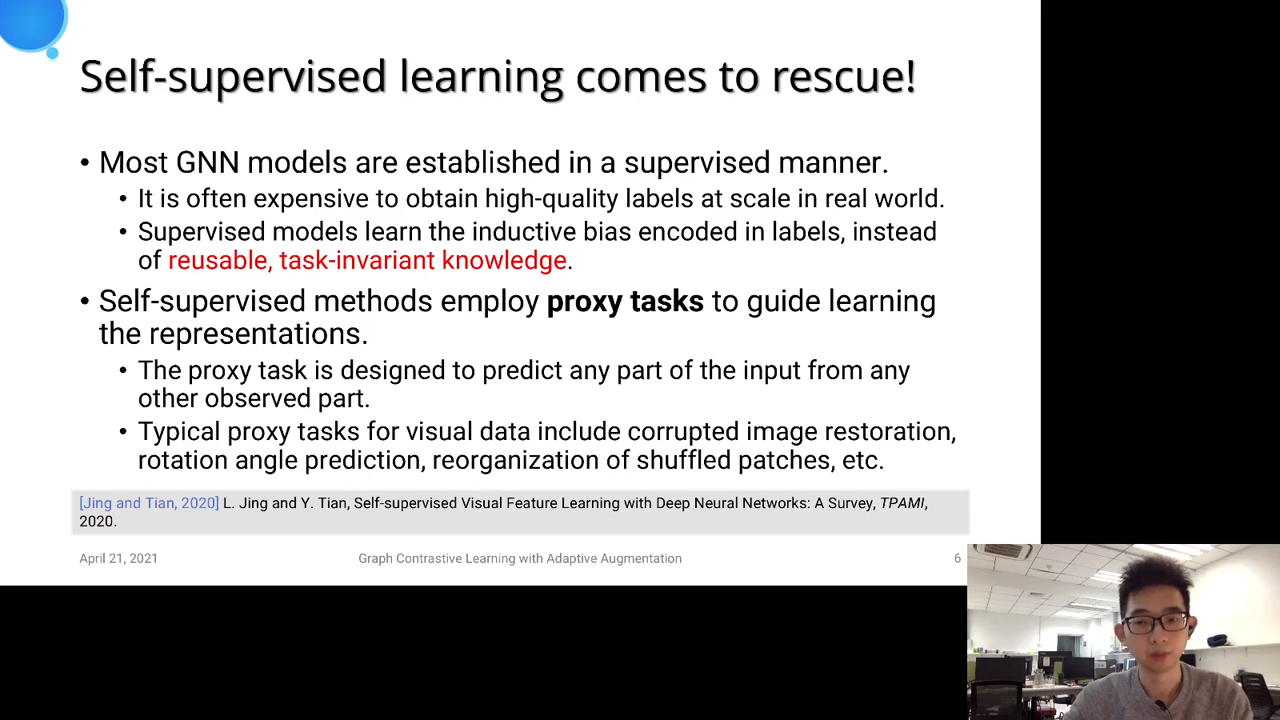 Self-supervised learning comes to rescue!
• Most GNN models are established in a supervised manner.
• It is often expensive to obtain high-quality labels at scale in real world.
• Supervised models learn the inductive bias encoded in labels, instead
of reusable, task-invariant knowledge.
• Self-supervised methods employ proxy tasks to guide learning
the representations.
• The proxy task is designed to predict any part of the input from any
other observed part.
• Typical proxy tasks for visual data include corrupted image restoration,
rotation angle prediction, reorganization of shuffled patches, etc.
[Jing and Tian, 2020] L. Jing and Y. Tian, Self-supervised Visual Feature Learning with Deep Neural Networks: A Survey, TPAMI,
2020.
April 21, 2021 Graph Contrastive Learning with Adaptive Augmentation 6